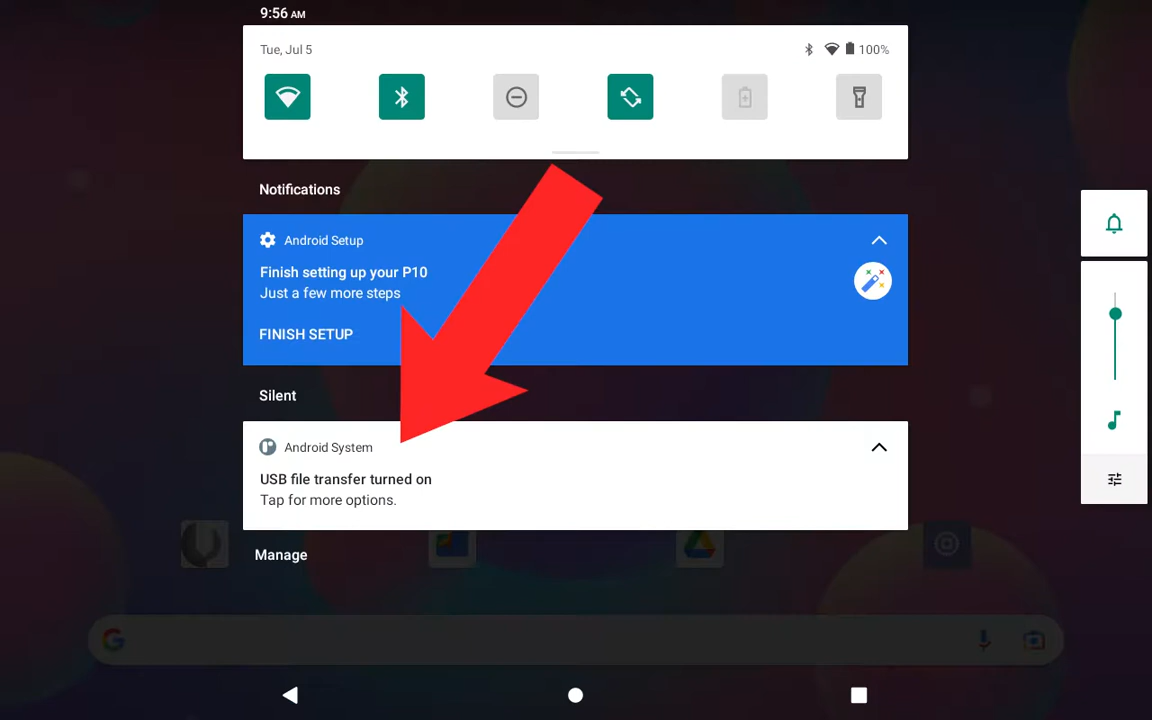 9:56 AM
Tue, Jul 5
100%
Notifications
Android Setup
Finish setting up your P10
Just a few more steps
FINISH SETUP
Silent
Android System
USB file transfer turned on
Tap for more options.
Manage